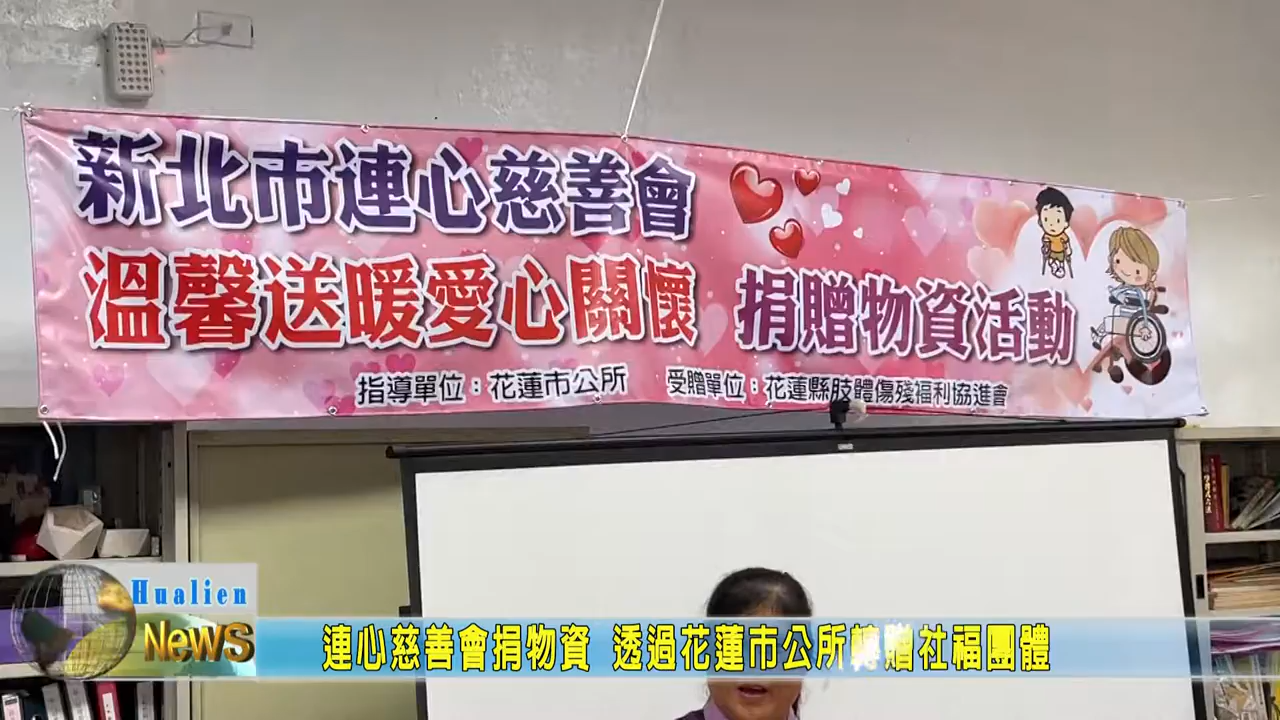 新北市連心慈善會
溫馨送暖愛心關懷 捐贈物資活動
指導單位：花蓮市公所 受贈單位：花蓮縣肢體傷殘福利協進會
Hualien
News
連心慈善會捐物資 透過花蓮市公所轉贈社福團體